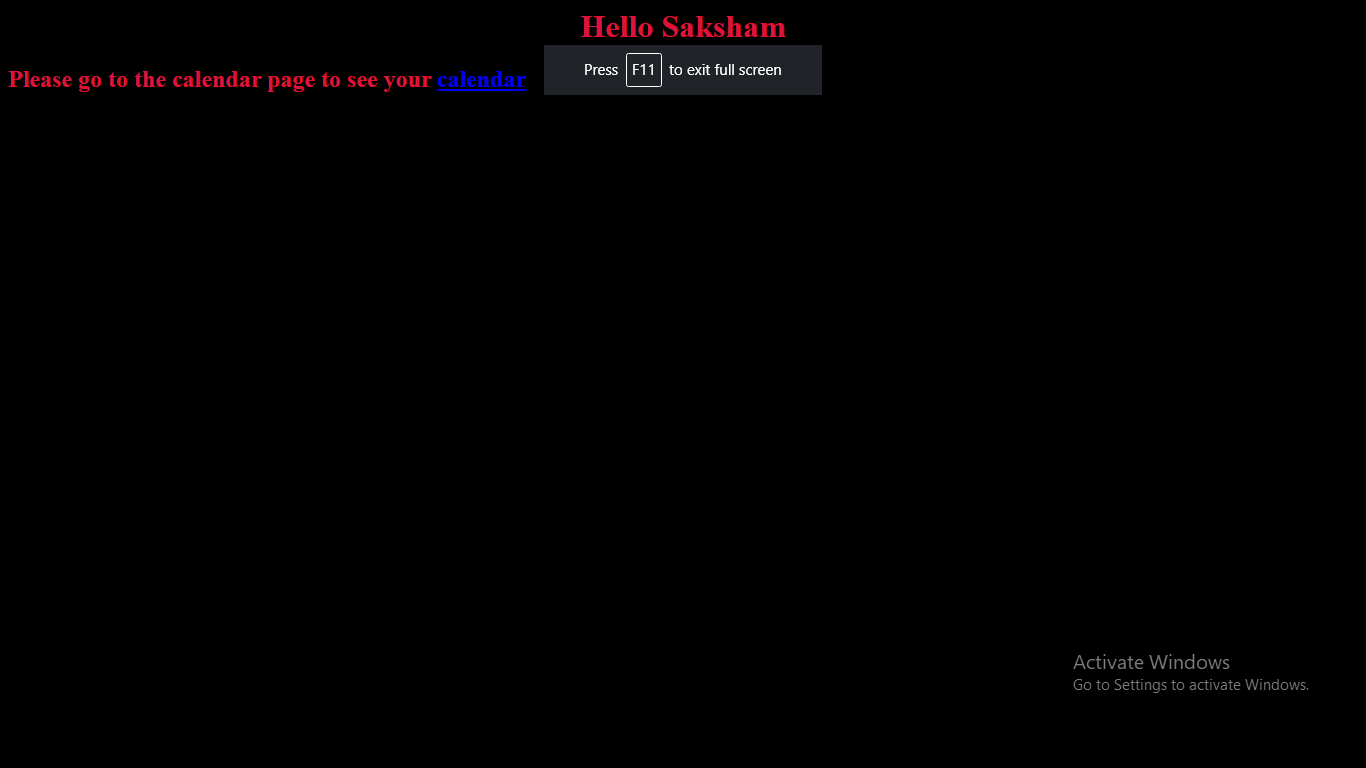 Hello Saksham
Press F11 to exit full screen
Please go to the calendar page to see your calendar
Activate Windows
Go to Settings to activate Windows.